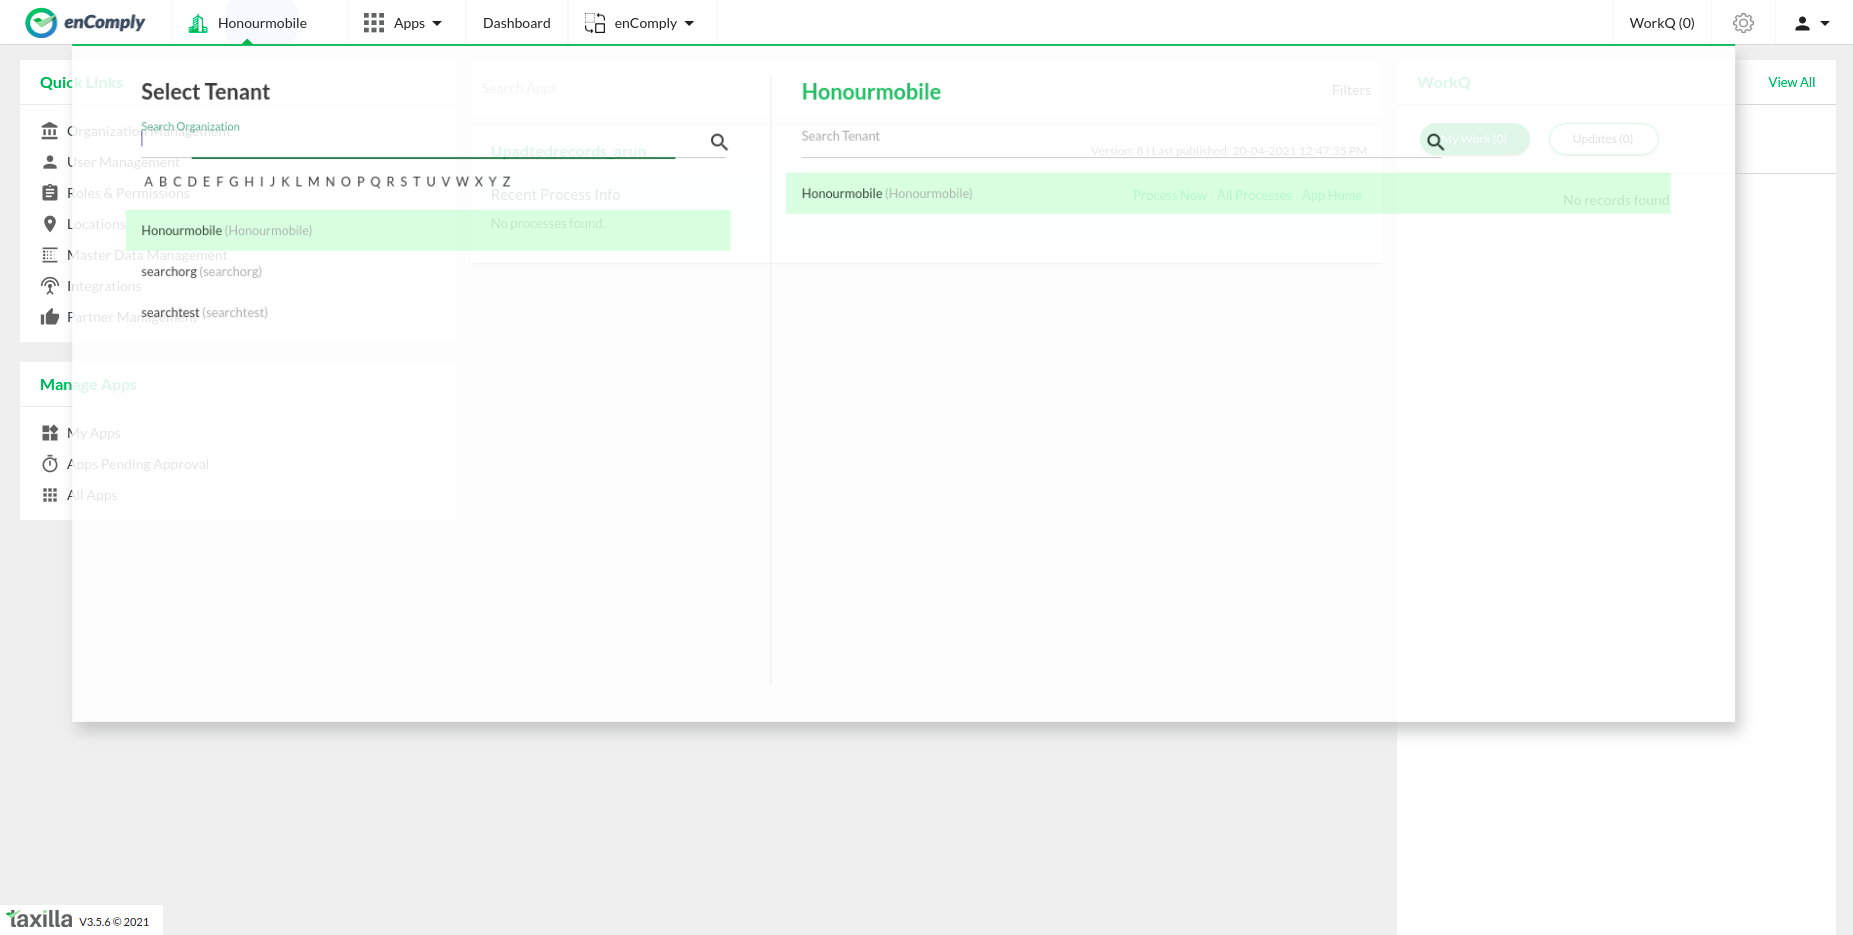 enComply
Honourmobile
Apps
Dashboard
enComply
WorkQ (0)
Quick Links
Organization Management
User Management
Roles & Permissions
Locations
Master Data Management
Integrations
Partner Management
Manage Apps
My Apps
Apps Pending Approval
All Apps
Select Tenant
Search Organization
A B C D E F G H I J K L M N O P Q R S T U V W X Y Z
Honourmobile (Honourmobile)
searchorg (searchorg)
searchtest (searchtest)
Search Apps
Filters
Upadtedrecords_arun
Version: 8 | Last published: 20-04-2021 12:47:35 PM
Recent Process Info
Process Now All Processes App Home
No processes found.
Honourmobile
Search Tenant
Honourmobile (Honourmobile)
WorkQ
View All
My Work (0)
Updates (0)
No records found
taxilla V3.5.6 © 2021